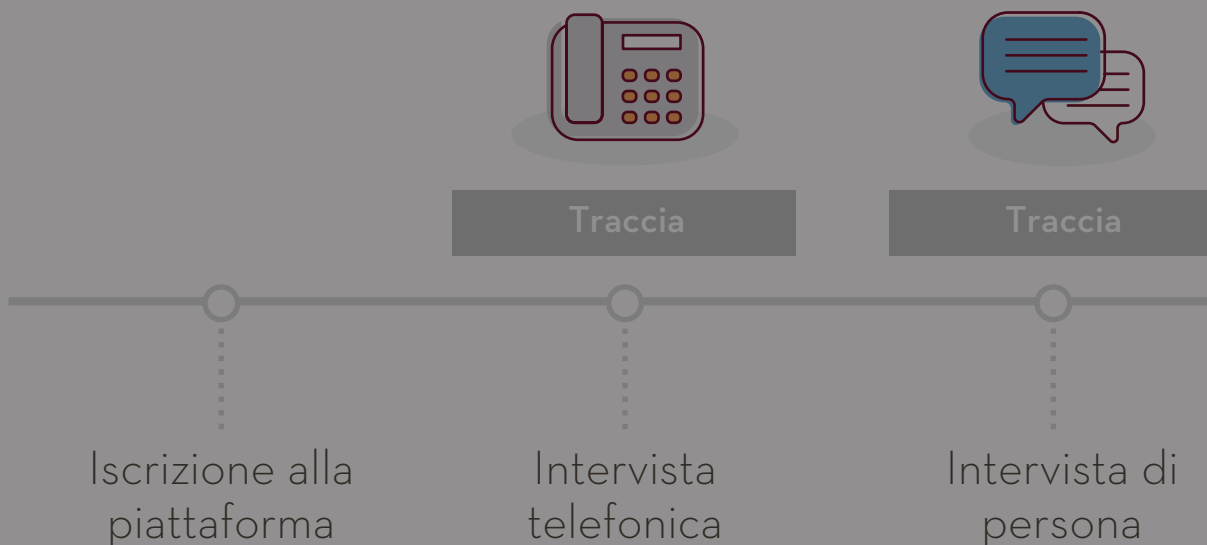 Traccia
Traccia
Iscrizione alla
piattaforma
Intervista
telefonica
Intervista di
persona